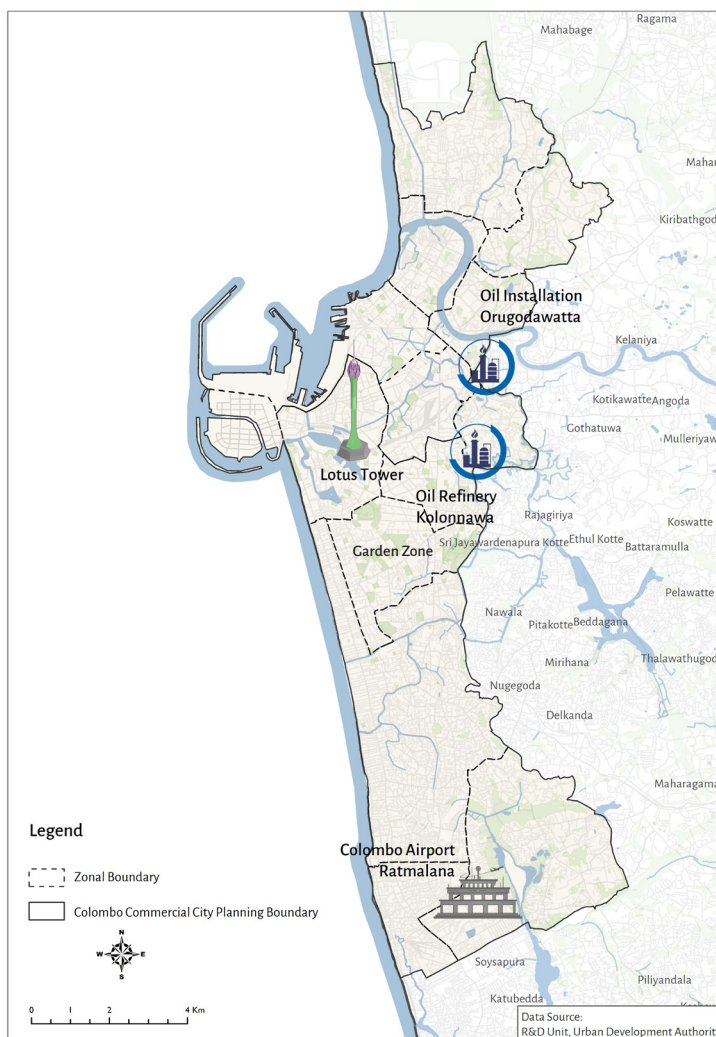 Ragama
Mahabage
Mahar
Kiribathgod
Oil Installation
Orugodawatta
Kelaniya
Kotikawatte
Angoda
Gothatuwa
Mulleriyaw
Lotus Tower
Oil Refinery
Kolonnawa
Rajagiriya
Koswatte
Sri Jayawardenapura Kotte
Ethul Kotte
Battaramulla
Garden Zone
Pelawatte
Nawala
Pitakotte
Beddagana
Mirihana
Thalawathugod
Nugegoda
Delkanda
Maharagama
Legend
Colombo Airport
Ratmalana
Zonal Boundary
Colombo Commercial City Planning Boundary
N
W
E
S
Soysapura
Piliyandala
Katubedda
0 1 2 4 Km
Data Source:
R&D Unit, Urban Development Authorit